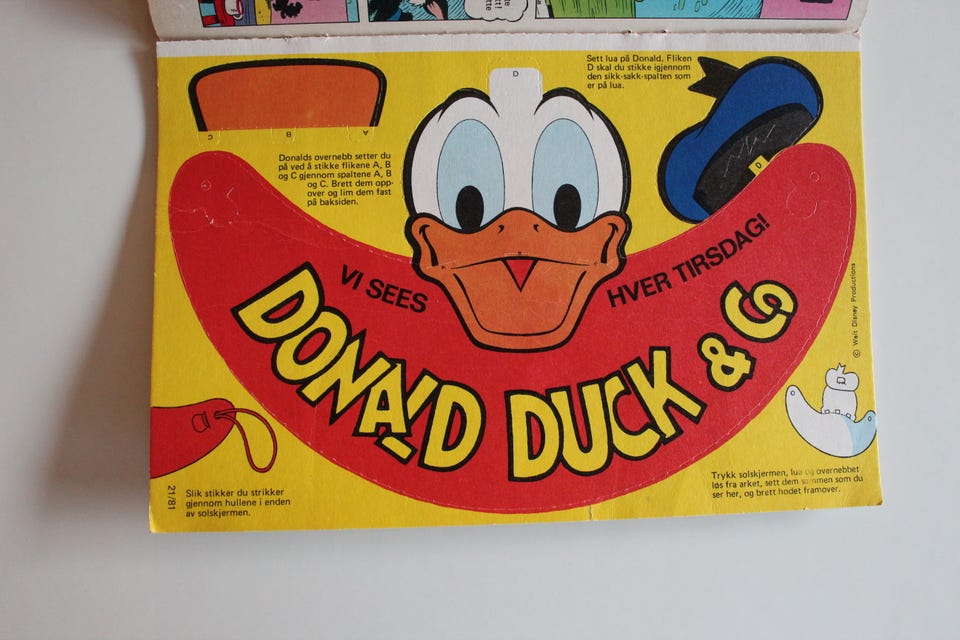 D
Sett lua på Donald. Fliken
D skal du stikke igjennom
den sikk-sakk-spalten som
er på lua.
C B A
Donalds overnebb setter du
på ved å stikke flikene A, B
og C gjennom spaltene A, B
og C. Brett dem opp-
over og lim dem fast
på baksiden.
D
VI SEES
HVER TIRSDAG!
DONALD DUCK & C
© Walt Disney Productions
21/81
Slik stikker du strikker
gjennom hullene i enden
av solskjermen.
Trykk solskjermen, lua og overnebbet
løs fra arket, sett dem sammen som du
ser her, og brett hodet framover.